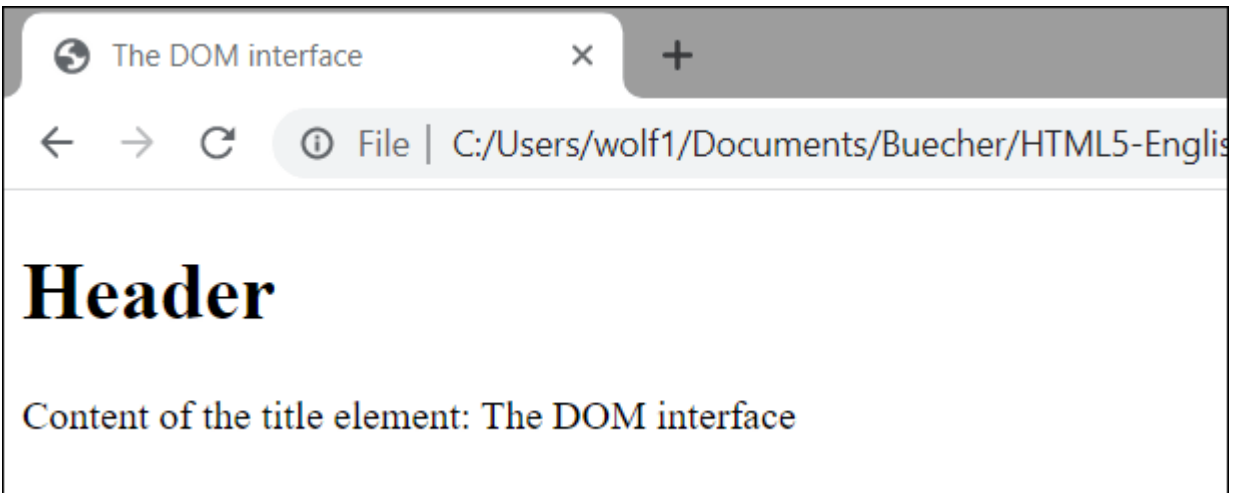 The DOM interface
File | C:/Users/wolf1/Documents/Buecher/HTML5-Englis
Header
Content of the title element: The DOM interface